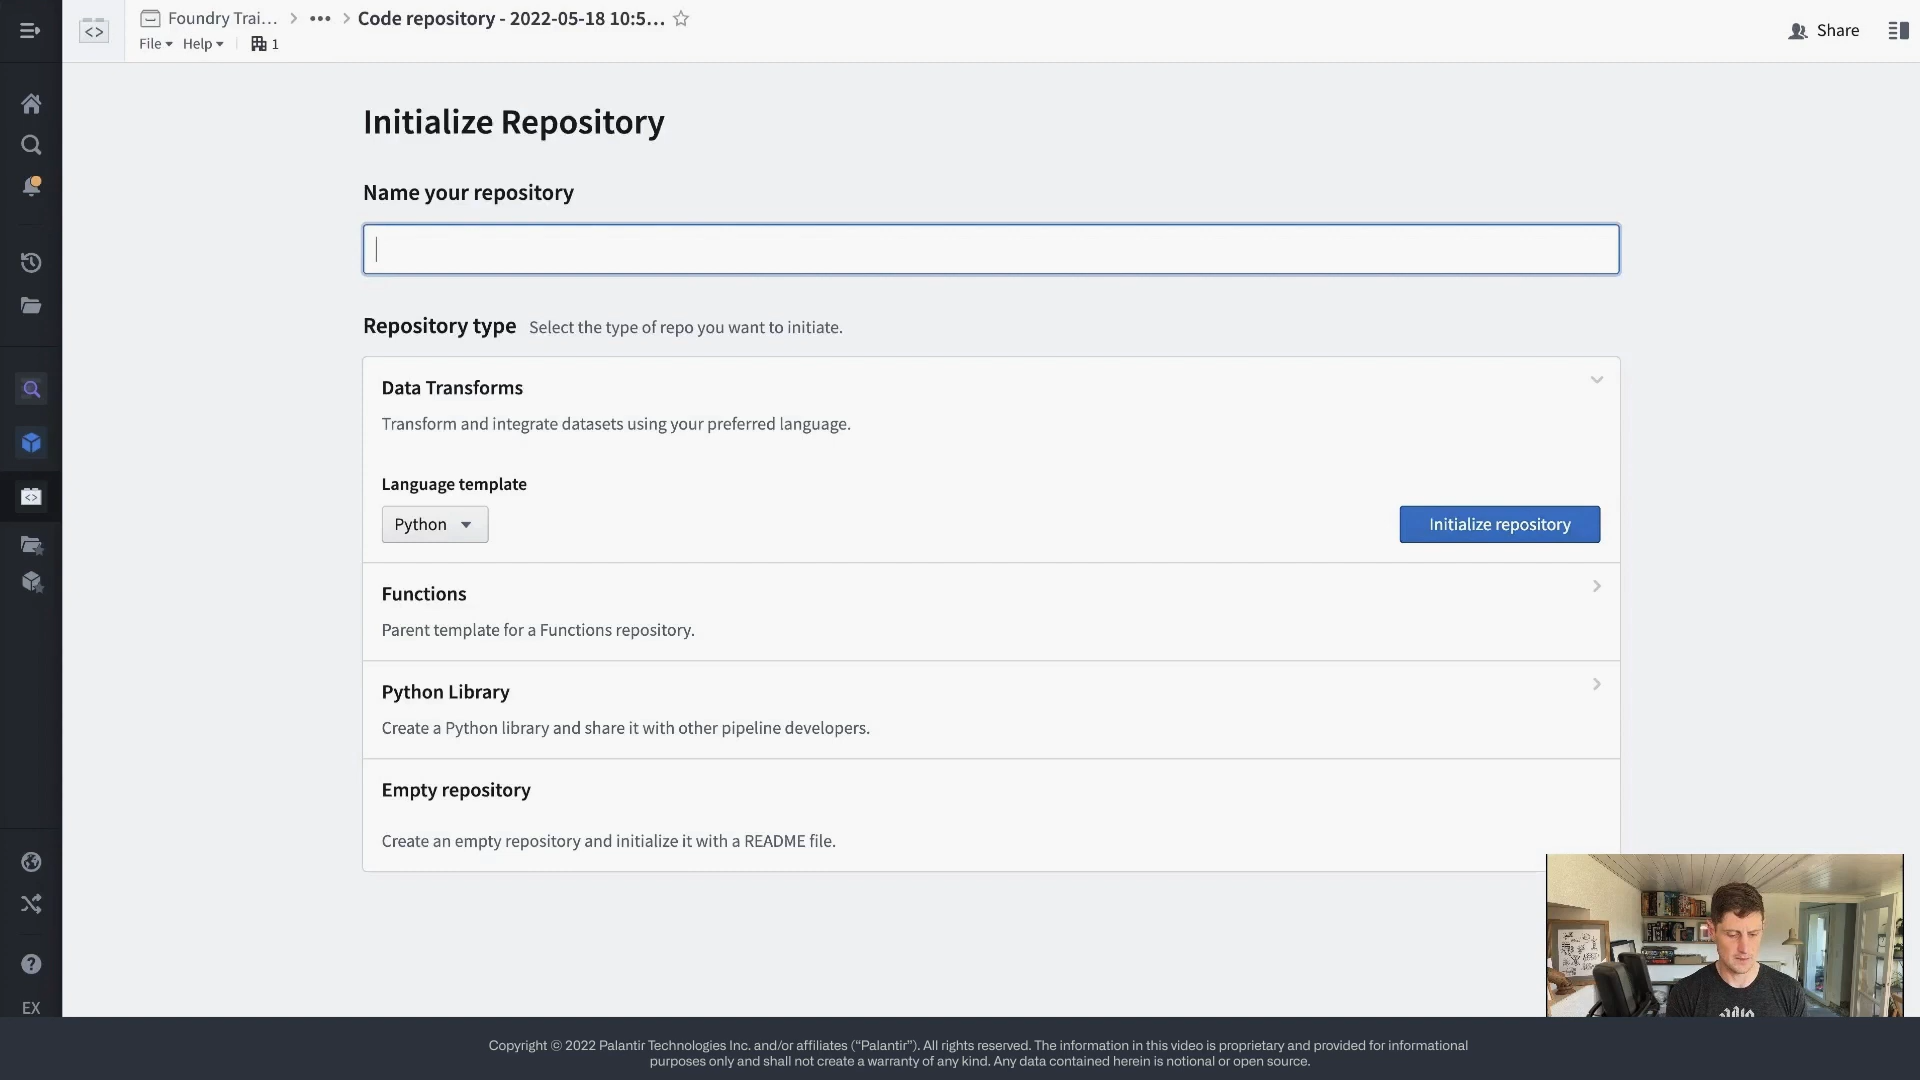 Foundry Trai... > ••• > Code repository - 2022-05-18 10:5...
File Help 1
Share
Initialize Repository
Name your repository
Repository type Select the type of repo you want to initiate.
Data Transforms
Transform and integrate datasets using your preferred language.
Language template
Python
Initialize repository
Functions
Parent template for a Functions repository.
Python Library
Create a Python library and share it with other pipeline developers.
Empty repository
Create an empty repository and initialize it with a README file.
EX
Copyright © 2022 Palantir Technologies Inc. and/or affiliates (“Palantir”). All rights reserved. The information in this video is proprietary and provided for informational
purposes only and shall not create a warranty of any kind. Any data contained herein is notional or open source.